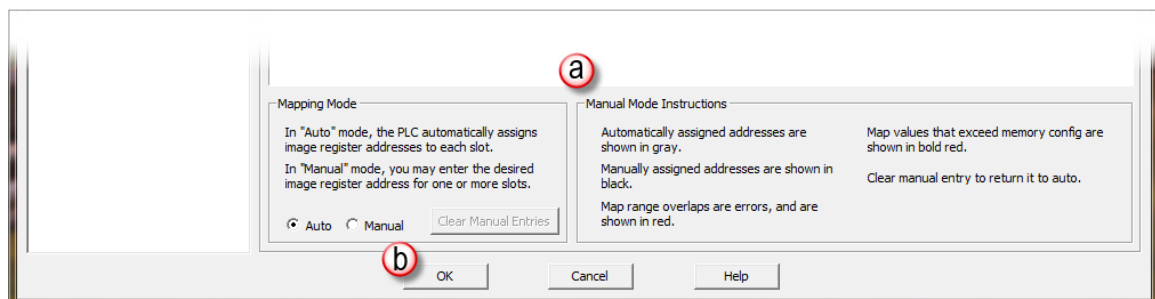 a
Mapping Mode
In "Auto" mode, the PLC automatically assigns
image register addresses to each slot.
In "Manual" mode, you may enter the desired
image register address for one or more slots.
Auto Manual Clear Manual Entries
Manual Mode Instructions
Automatically assigned addresses are
shown in gray.
Manually assigned addresses are shown in
black.
Map range overlaps are errors, and are
shown in red.
Map values that exceed memory config are
shown in bold red.
Clear manual entry to return it to auto.
b
OK Cancel Help